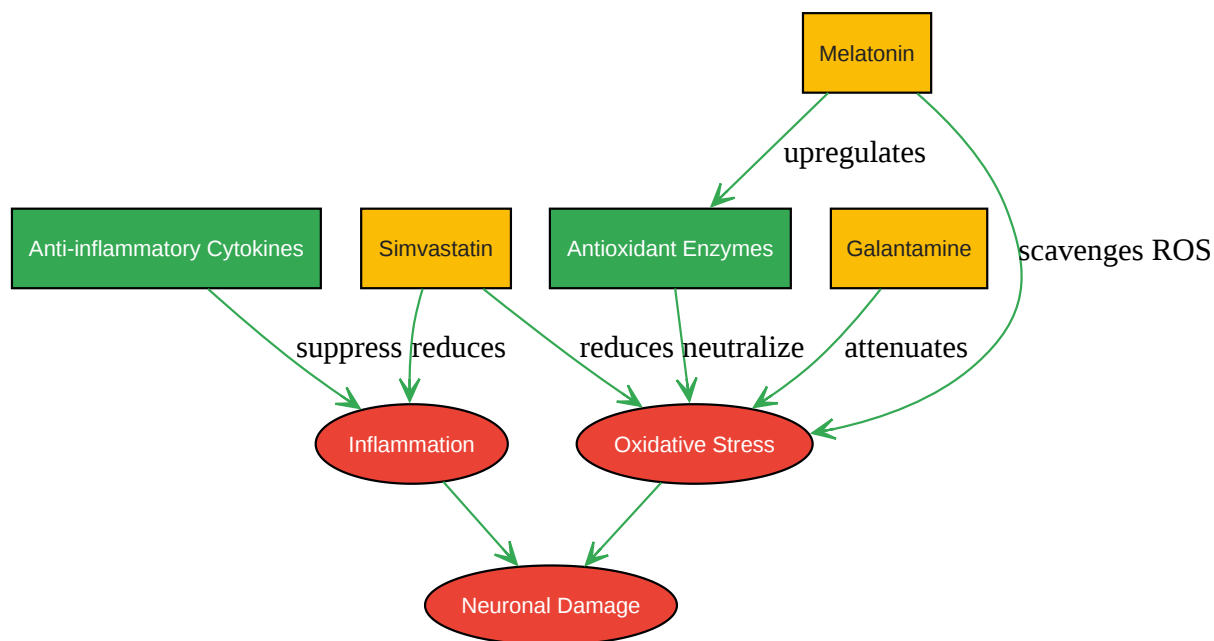 Melatonin
upregulates
Anti-inflammatory Cytokines
Simvastatin
Antioxidant Enzymes
Galantamine
scavenges ROS
suppress
reduces
reduces
neutralize
attenuates
Inflammation
Oxidative Stress
Neuronal Damage